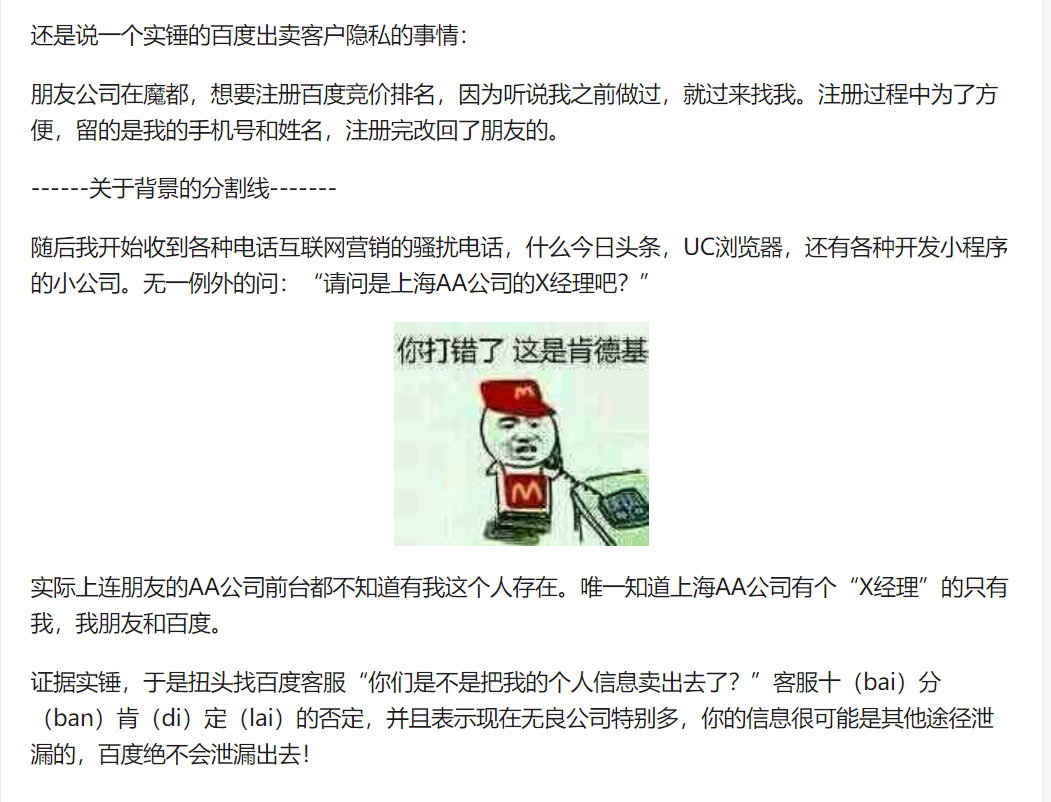 还是说一个实锤的百度出卖客户隐私的事情：
朋友公司在魔都，想要注册百度竞价排名，因为听说我之前做过，就过来找我。注册过程中为了方
便，留的是我的手机号和姓名，注册完改回了朋友的。
------关于背景的分割线-------
随后我开始收到各种电话互联网营销的骚扰电话，什么今日头条，UC浏览器，还有各种开发小程序
的小公司。无一例外的问：“请问是上海AA公司的X经理吧？”
你打错了 这是肯德基
实际上连朋友的AA公司前台都不知道有我这个人存在。唯一知道上海AA公司有个“X经理”的只有
我，我朋友和百度。
证据实锤，于是扭头找百度客服“你们是不是把我的个人信息卖出去了？”客服十（bai）分
（ban）肯（di）定（lai）的否定，并且表示现在无良公司特别多，你的信息很可能是其他途径泄
漏的，百度绝不会泄漏出去！